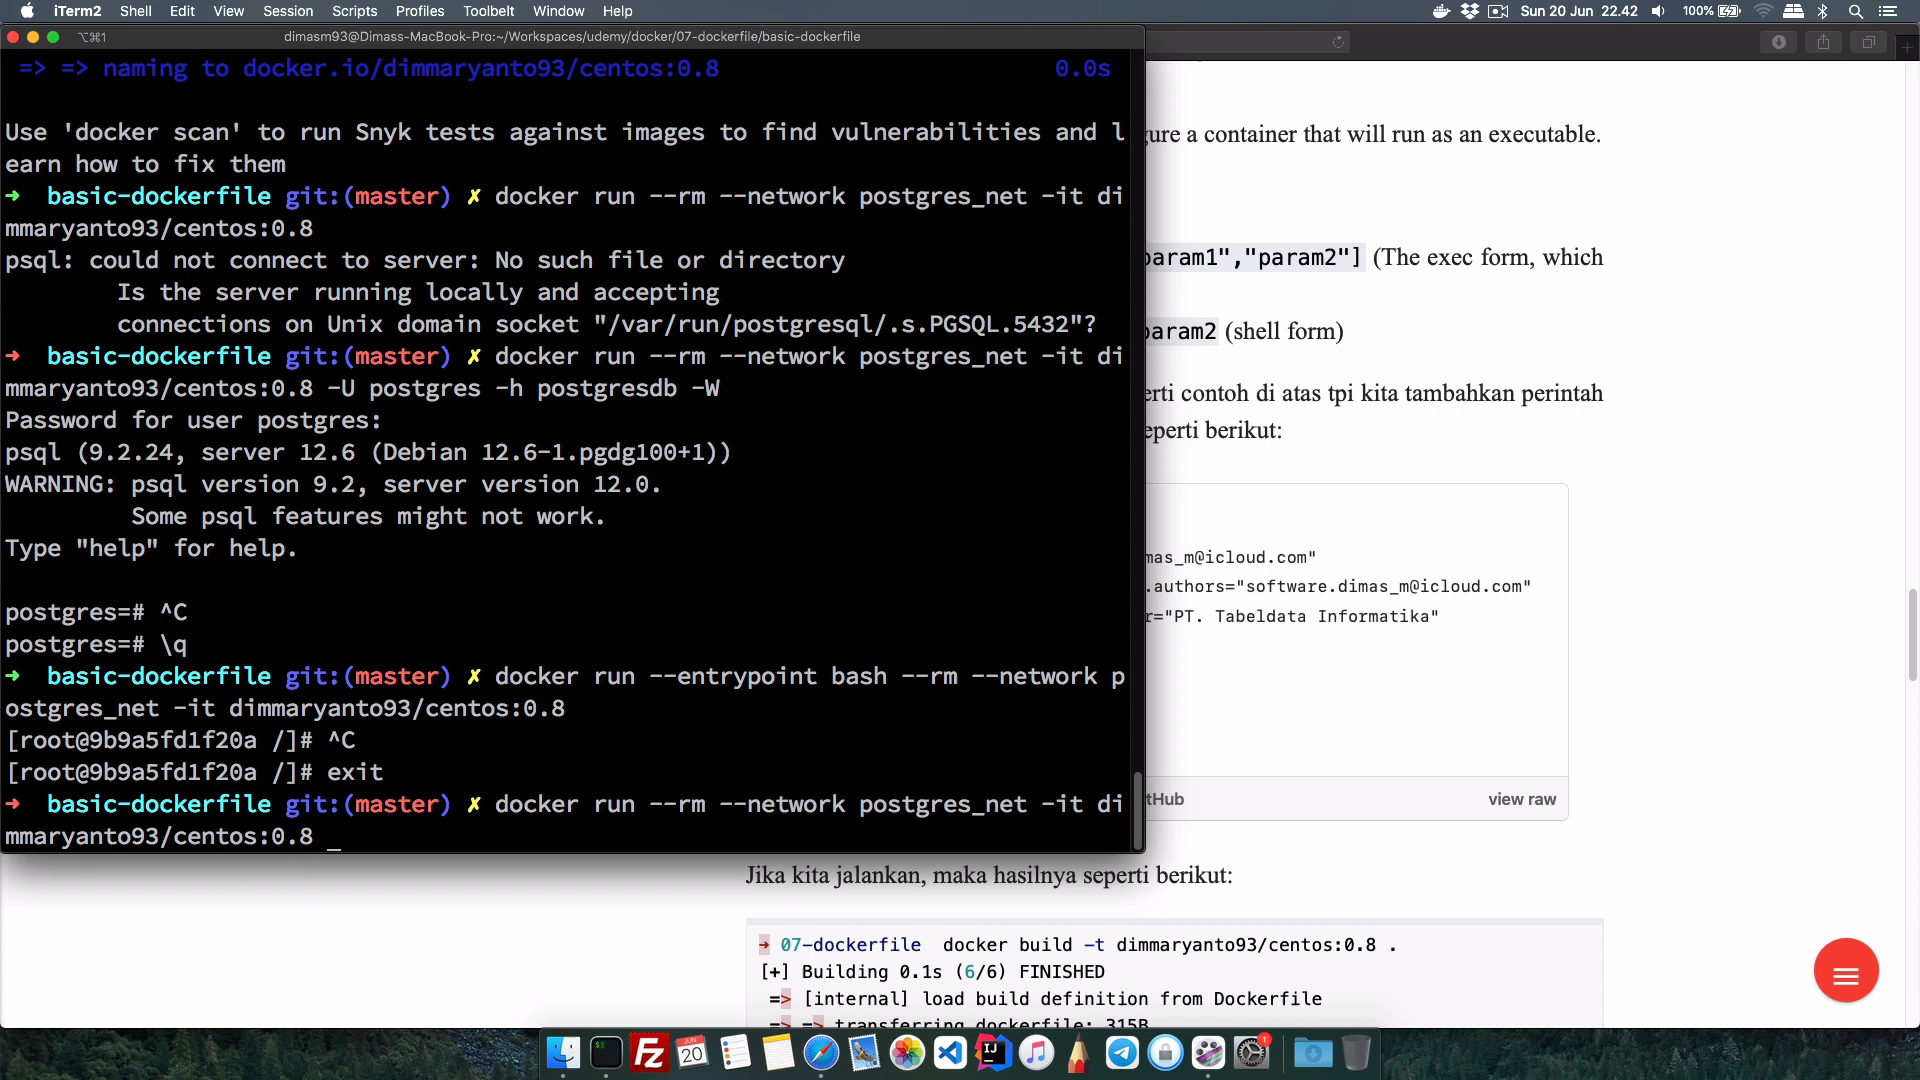 iTerm2 Shell Edit View Session Scripts Profiles Toolbelt Window Help 100% Sun 20 Jun 22.42
⌥⌘1 dimasm93@Dimass-MacBook-Pro:~/Workspaces/udemy/docker/07-dockerfile/basic-dockerfile
=> => naming to docker.io/dimmaryanto93/centos:0.8 0.0s
Use 'docker scan' to run Snyk tests against images to find vulnerabilities and l
earn how to fix them
➜ basic-dockerfile git:(master) ✗ docker run --rm --network postgres_net -it di
mmaryanto93/centos:0.8
psql: could not connect to server: No such file or directory
Is the server running locally and accepting
connections on Unix domain socket "/var/run/postgresql/.s.PGSQL.5432"?
➜ basic-dockerfile git:(master) ✗ docker run --rm --network postgres_net -it di
mmaryanto93/centos:0.8 -U postgres -h postgresdb -W
Password for user postgres:
psql (9.2.24, server 12.6 (Debian 12.6-1.pgdg100+1))
WARNING: psql version 9.2, server version 12.0.
Some psql features might not work.
Type "help" for help.
postgres=# ^C
postgres=# \q
➜ basic-dockerfile git:(master) ✗ docker run --entrypoint bash --rm --network p
ostgres_net -it dimmaryanto93/centos:0.8
[root@9b9a5fd1f20a /]# ^C
[root@9b9a5fd1f20a /]# exit
➜ basic-dockerfile git:(master) ✗ docker run --rm --network postgres_net -it di
mmaryanto93/centos:0.8 _
gure a container that will run as an executable.
param1","param2"] (The exec form, which
param2 (shell form)
erti contoh di atas tpi kita tambahkan perintah
eperti berikut:
mas_m@icloud.com"
.authors="software.dimas_m@icloud.com"
r="PT. Tabeldata Informatika"
tHub view raw
Jika kita jalankan, maka hasilnya seperti berikut:
➜ 07-dockerfile docker build -t dimmaryanto93/centos:0.8 .
[+] Building 0.1s (6/6) FINISHED
=> [internal] load build definition from Dockerfile
=> => transferring dockerfile: 315B
JUN
20
1